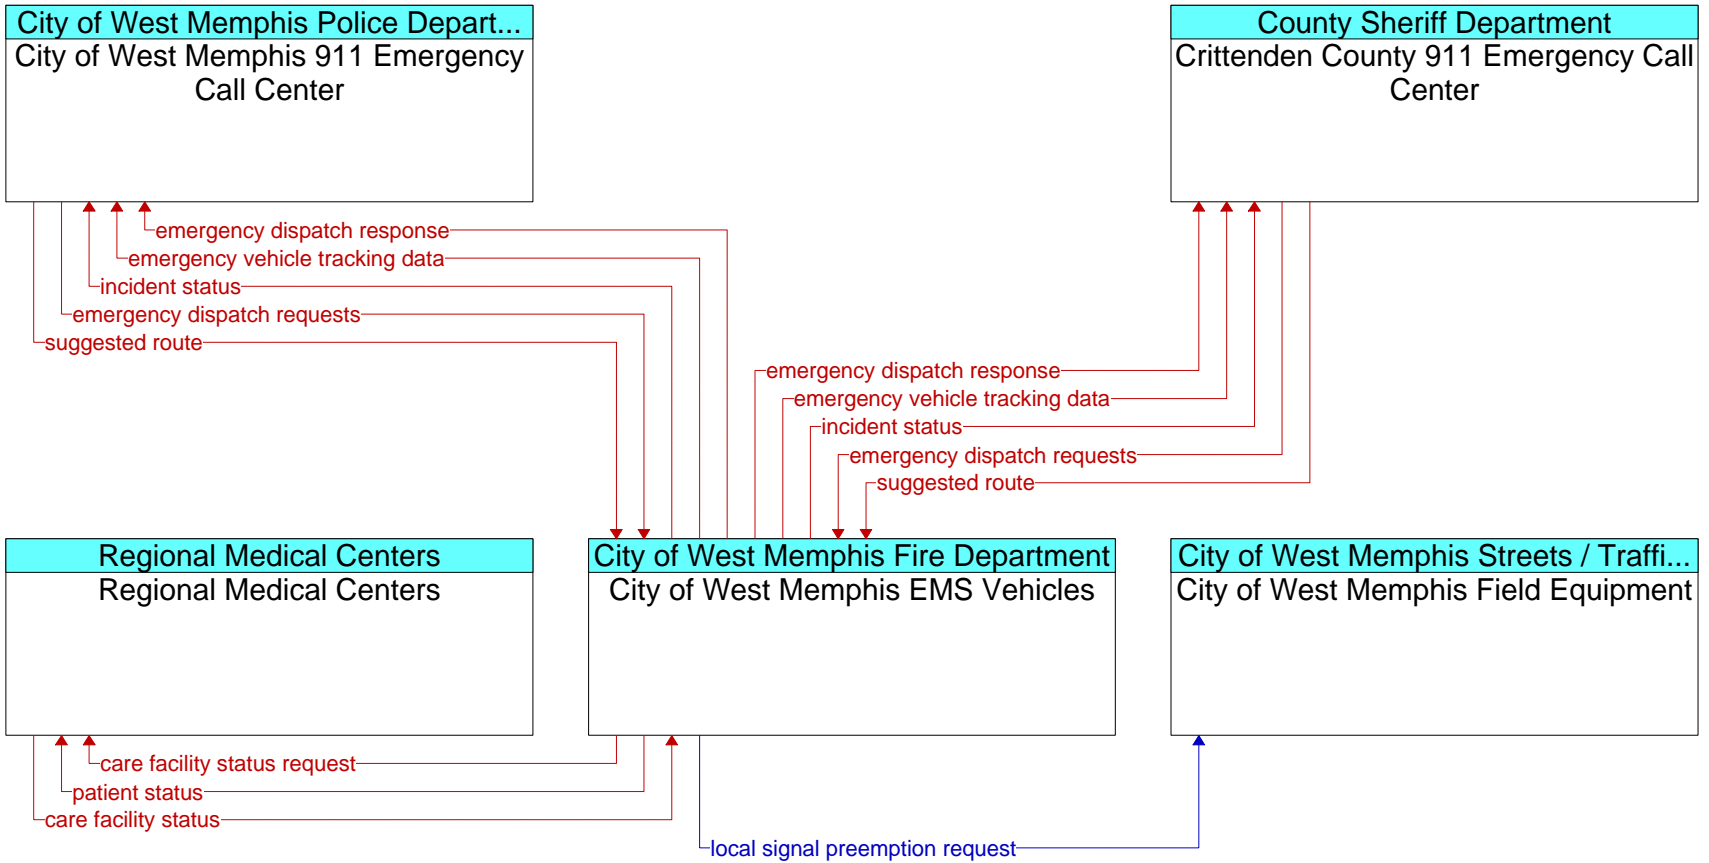 City of West Memphis Police Depart...
City of West Memphis 911 Emergency
Call Center
County Sheriff Department
Crittenden County 911 Emergency Call
Center
emergency dispatch response
emergency vehicle tracking data
incident status
emergency dispatch requests
suggested route
emergency dispatch response
emergency vehicle tracking data
incident status
emergency dispatch requests
suggested route
Regional Medical Centers
Regional Medical Centers
City of West Memphis Fire Department
City of West Memphis EMS Vehicles
City of West Memphis Streets / Traffi...
City of West Memphis Field Equipment
care facility status request
patient status
care facility status
local signal preemption request